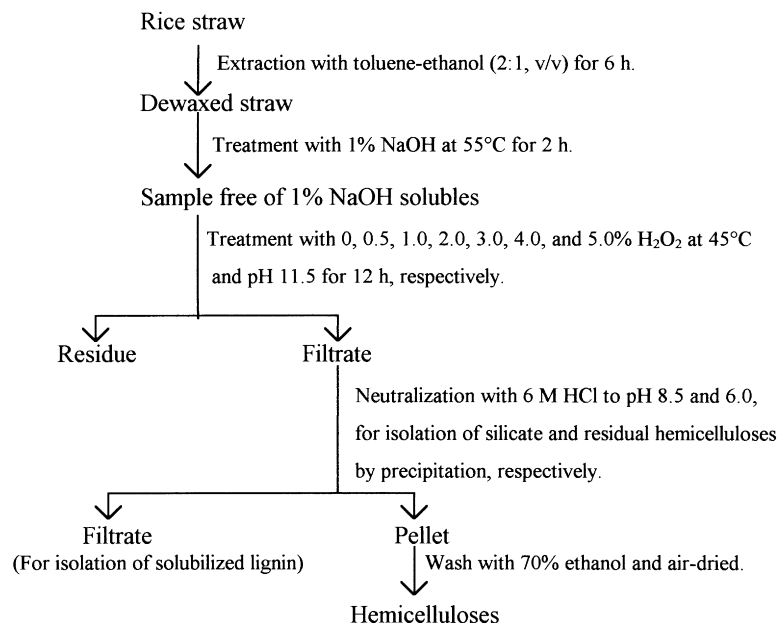 Rice straw
Extraction with toluene-ethanol (2:1, v/v) for 6 h.
Dewaxed straw
Treatment with 1% NaOH at 55°C for 2 h.
Sample free of 1% NaOH solubles
Treatment with 0, 0.5, 1.0, 2.0, 3.0, 4.0, and 5.0% H₂O₂ at 45°C
and pH 11.5 for 12 h, respectively.
Residue
Filtrate
Neutralization with 6 M HCl to pH 8.5 and 6.0,
for isolation of silicate and residual hemicelluloses
by precipitation, respectively.
Filtrate
(For isolation of solubilized lignin)
Pellet
Wash with 70% ethanol and air-dried.
Hemicelluloses